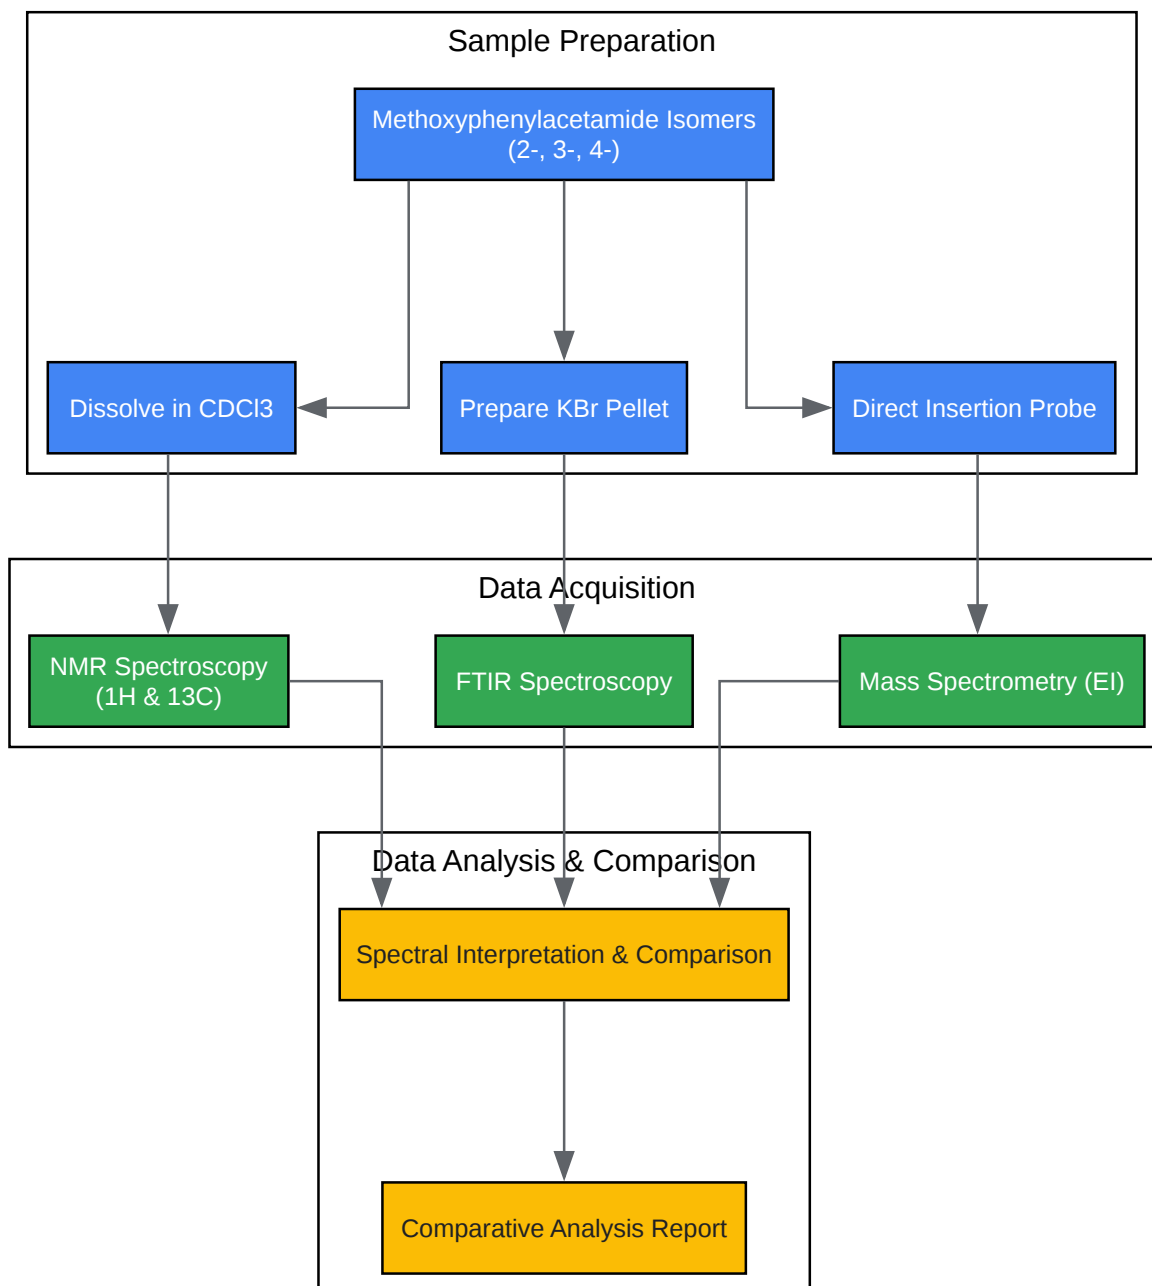 Sample Preparation
Methoxyphenylacetamide Isomers
(2-, 3-, 4-)
Dissolve in CDCl3
Prepare KBr Pellet
Direct Insertion Probe
Data Acquisition
NMR Spectroscopy
(1H & 13C)
FTIR Spectroscopy
Mass Spectrometry (EI)
Data Analysis & Comparison
Spectral Interpretation & Comparison
Comparative Analysis Report